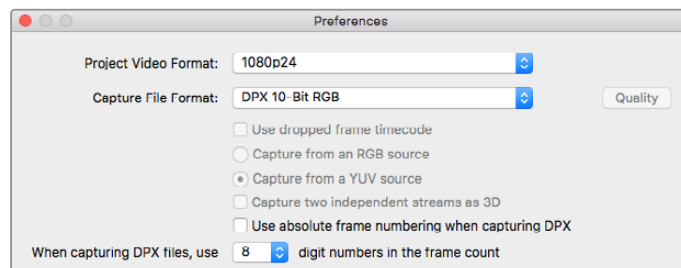 Preferences
Project Video Format: 1080p24
Capture File Format: DPX 10-Bit RGB Quality
Use dropped frame timecode
Capture from an RGB source
Capture from a YUV source
Capture two independent streams as 3D
Use absolute frame numbering when capturing DPX
When capturing DPX files, use 8 digit numbers in the frame count